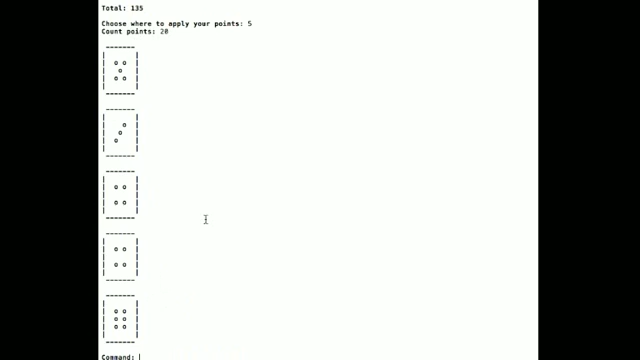 Total: 135
Choose where to apply your points: 5
Count points: 20
Command: